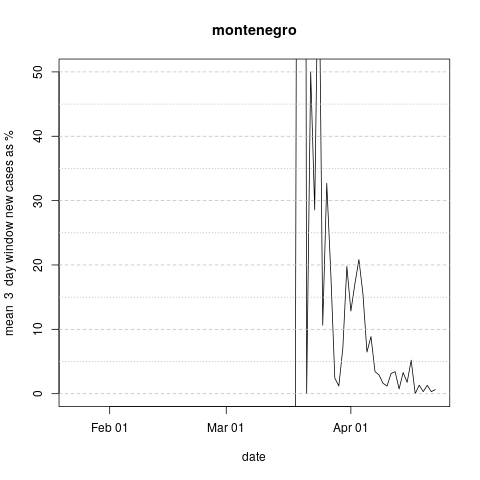 montenegro
mean 3 day window new cases as %
50
40
30
20
10
0
Feb 01
Mar 01
Apr 01
date